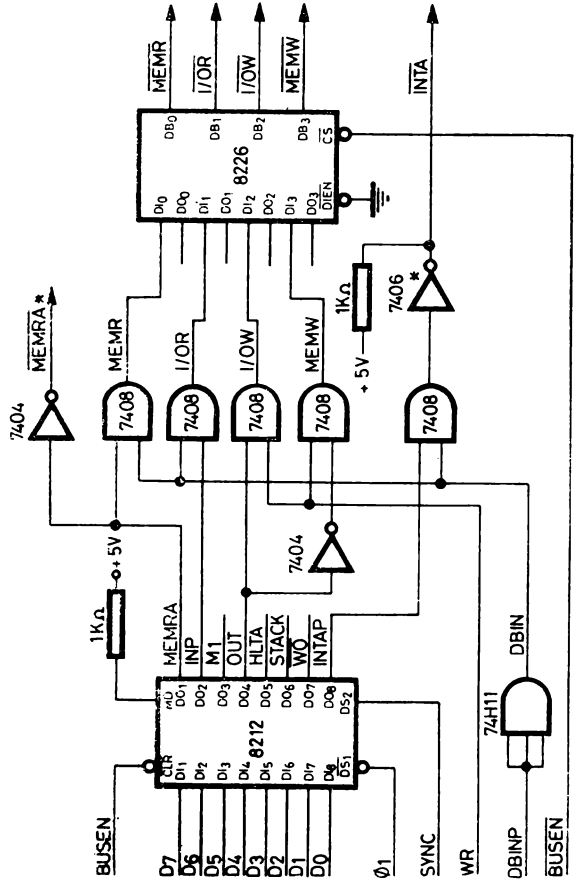 MEMR
I/OR
I/OW
MEMW
INTA
DB0
DB1
DB2
DB3
CS
8226
DI0
DO0
DI1
DO1
DI2
DO2
DI3
DO3
DIEN
MEMRA*
7404
MEMR
I/OR
I/OW
MEMW
1KΩ
+5V
7406
*
7408
7408
7408
7408
7408
7404
1KΩ
+5V
MEMRA
INP
M1
OUT
HLTA
STACK
WO
INTAP
MD
DO1
DO2
DO3
DO4
DO5
DO6
DO7
DO8
DS2
8212
CLR
DI1
DI2
DI3
DI4
DI5
DI6
DI7
DI8
DS1
BUSEN
D7
D6
D5
D4
D3
D2
D1
D0
Ø1
SYNC
WR
DBINP
BUSEN
74H11
DBIN